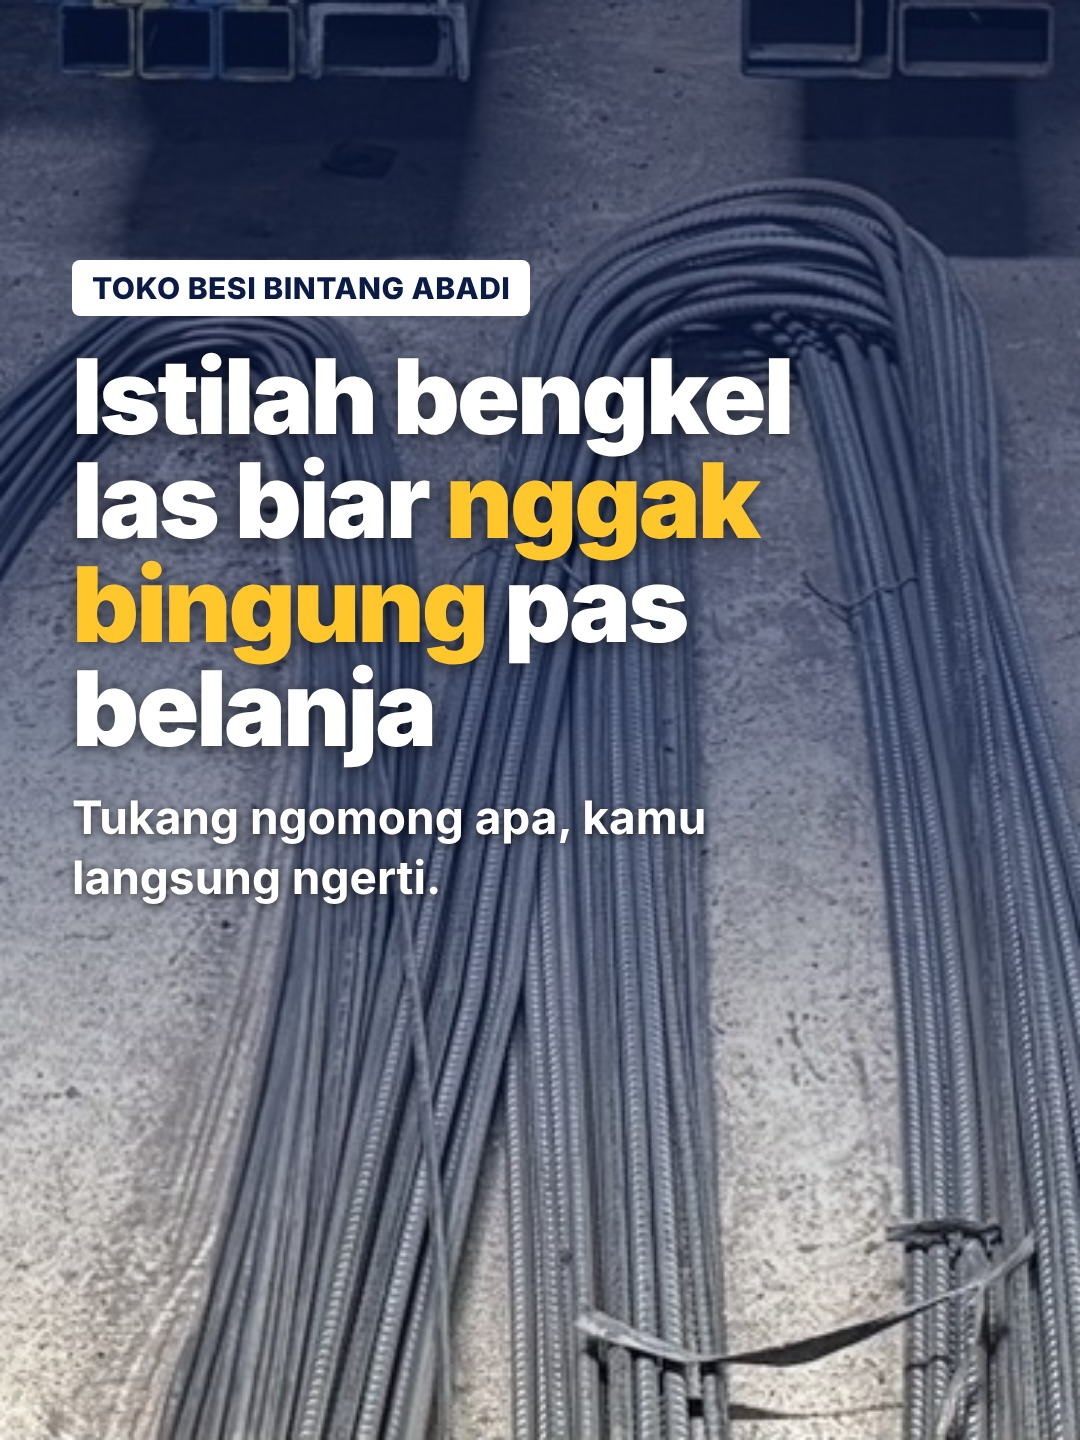 TOKO BESI BINTANG ABADI
Istilah bengkel
las biar nggak
bingung pas
belanja
Tukang ngomong apa, kamu
langsung ngerti.